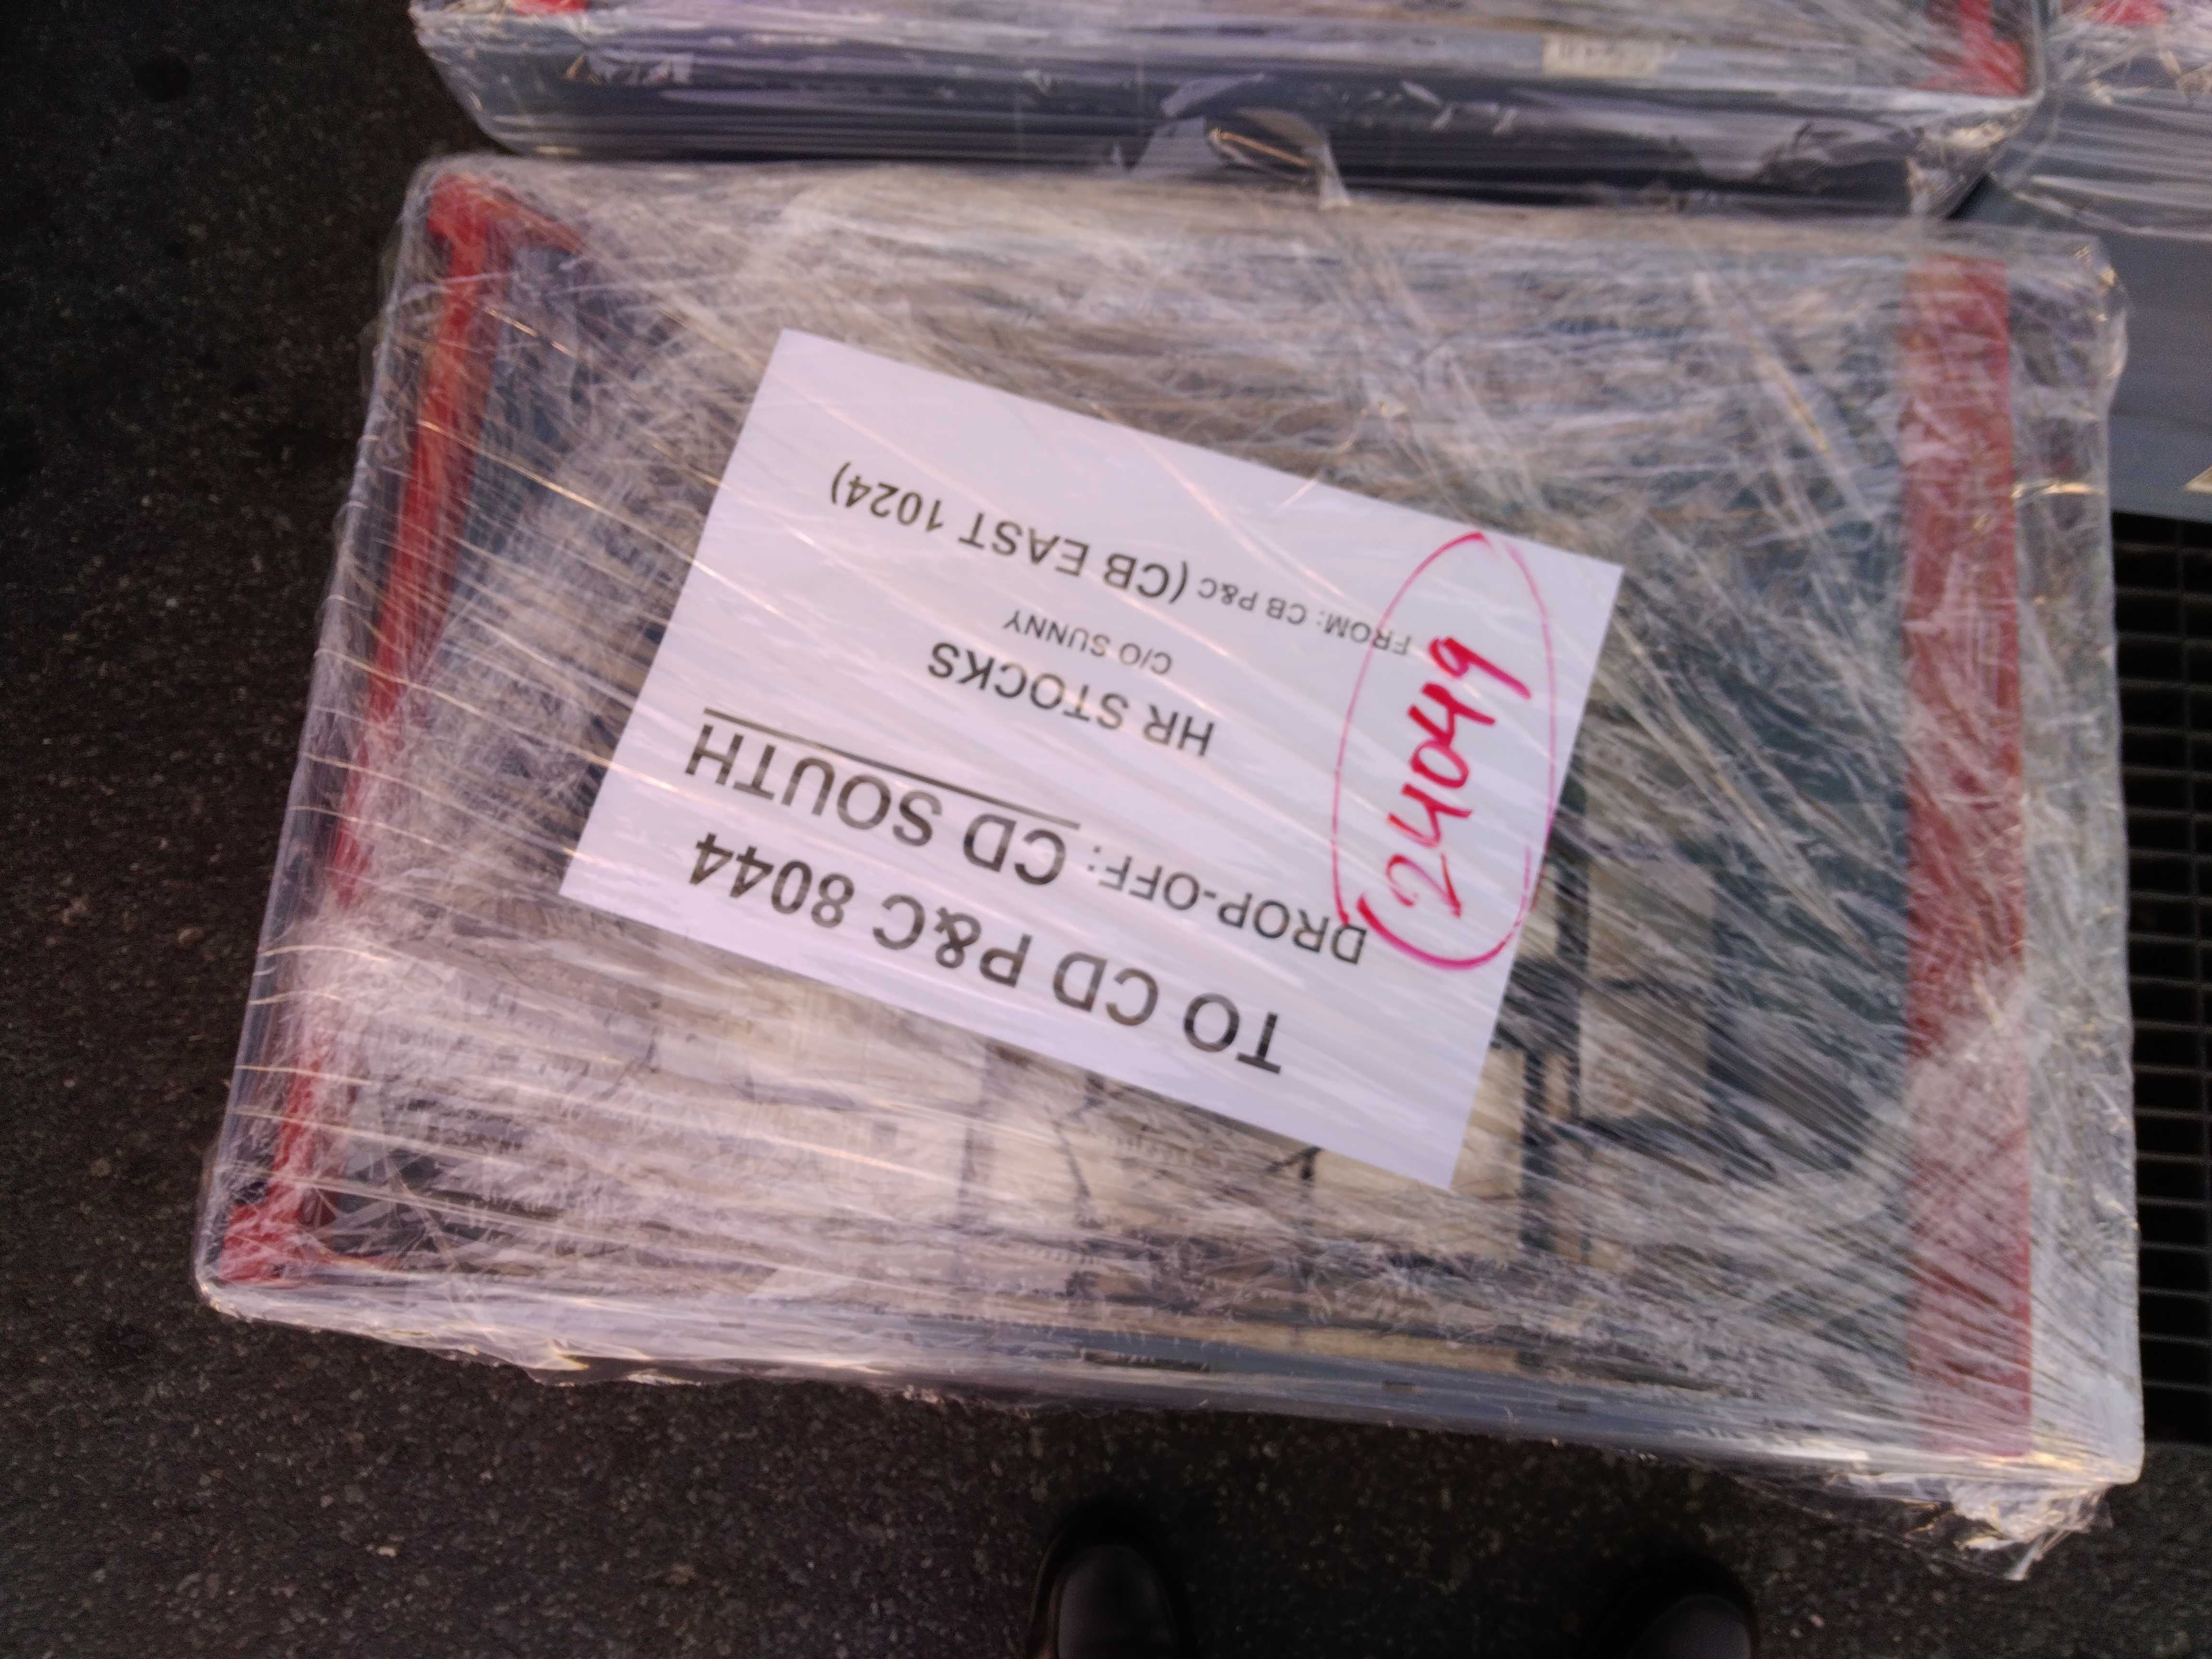 TO CD P&C 8044
DROP-OFF: CD SOUTH
HR STOCKS
C/O SUNNY
FROM: CB P&C (CB EAST 1024)
24049